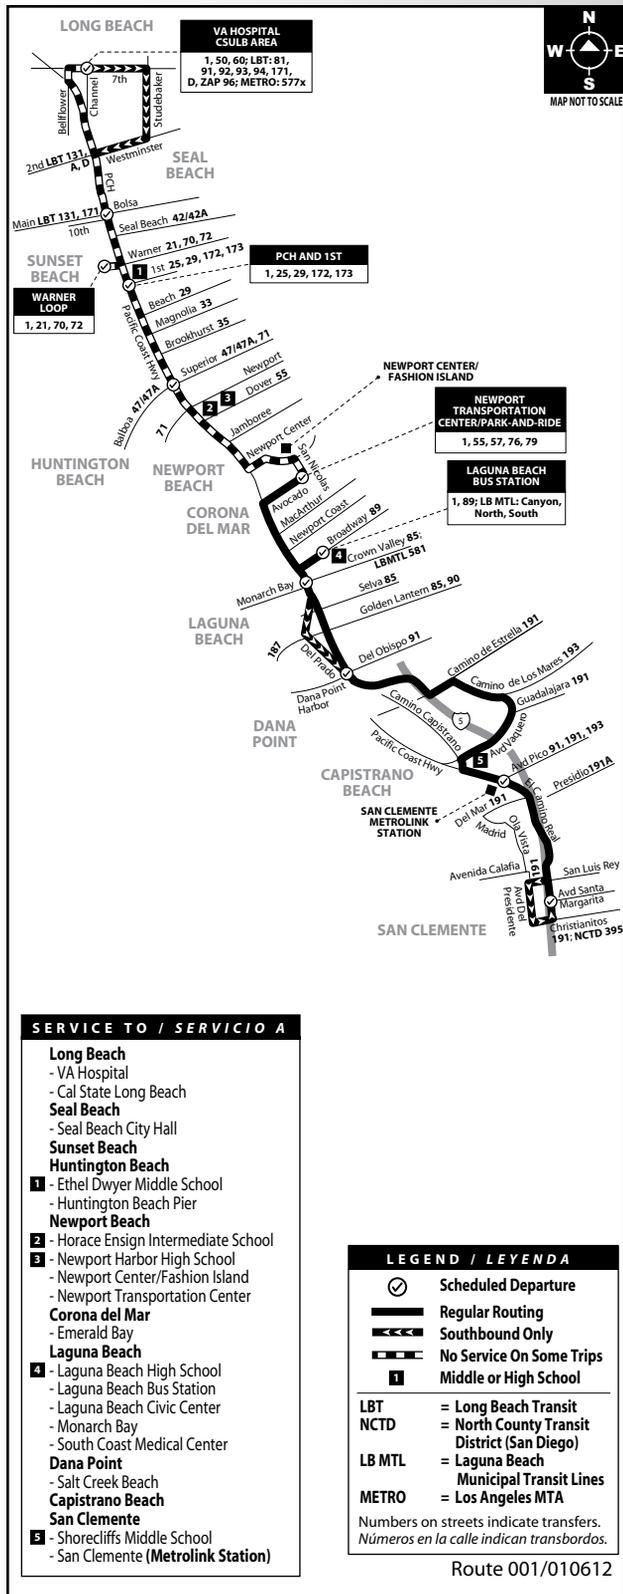 LONG BEACH
VA HOSPITAL
CSULB AREA
1, 50, 60; LBT: 81,
91, 92, 93, 94, 171,
D, ZAP 96; METRO: 577x
N
W
E
S
MAP NOT TO SCALE
7th
Bellflower
Channel
Studebaker
2nd LBT 131,
A, D
Westminster
SEAL
BEACH
PCH
Bolsa
Main LBT 131, 171
10th
Seal Beach 42/42A
Warner 21, 70, 72
SUNSET
BEACH
1
1st 25, 29, 172, 173
PCH AND 1ST
1, 25, 29, 172, 173
WARNER
LOOP
1, 21, 70, 72
Pacific Coast Hwy
Beach 29
Magnolia 33
Brookhurst 35
Superior 47/47A, 71
Balboa 47/47A
Newport
Dover 55
2
3
71
NEWPORT CENTER/
FASHION ISLAND
Jamboree
Newport Center
San Nicolas
NEWPORT
TRANSPORTATION
CENTER/PARK-AND-RIDE
1, 55, 57, 76, 79
HUNTINGTON
BEACH
NEWPORT
BEACH
LAGUNA BEACH
BUS STATION
1, 89; LB MTL: Canyon,
North, South
CORONA
DEL MAR
Avocado
MacArthur
Newport Coast
Broadway 89
4
Crown Valley 85;
LBMTL 581
Monarch Bay
Selva 85
Golden Lantern 85, 90
LAGUNA
BEACH
187
Del Prado
Del Obispo 91
Camino de Estrella 191
Camino de Los Mares 193
Dana Point
Harbor
Guadalajara 191
DANA
POINT
Camino Capistrano
5
Avd Vaquero
Pacific Coast Hwy
5
Avd Pico 91, 191, 193
CAPISTRANO
BEACH
Presidio 191A
SAN CLEMENTE
METROLINK
STATION
Del Mar 191
El Camino Real
Madrid
Ola Vista
Avenida Calafia
191
San Luis Rey
Avd Del
Presidente
Avd Santa
Margarita
SAN CLEMENTE
Christianitos
191; NCTD 395
SERVICE TO / SERVICIO A
Long Beach
- VA Hospital
- Cal State Long Beach
Seal Beach
- Seal Beach City Hall
Sunset Beach
Huntington Beach
1 - Ethel Dwyer Middle School
- Huntington Beach Pier
Newport Beach
2 - Horace Ensign Intermediate School
3 - Newport Harbor High School
- Newport Center/Fashion Island
- Newport Transportation Center
Corona del Mar
- Emerald Bay
Laguna Beach
4 - Laguna Beach High School
- Laguna Beach Bus Station
- Laguna Beach Civic Center
- Monarch Bay
- South Coast Medical Center
Dana Point
- Salt Creek Beach
Capistrano Beach
San Clemente
5 - Shorecliffs Middle School
- San Clemente (Metrolink Station)
LEGEND / LEYENDA
Scheduled Departure
Regular Routing
Southbound Only
No Service On Some Trips
1 Middle or High School
LBT = Long Beach Transit
NCTD = North County Transit
District (San Diego)
LB MTL = Laguna Beach
Municipal Transit Lines
METRO = Los Angeles MTA
Numbers on streets indicate transfers.
Números en la calle indican transbordos.
Route 001/010612